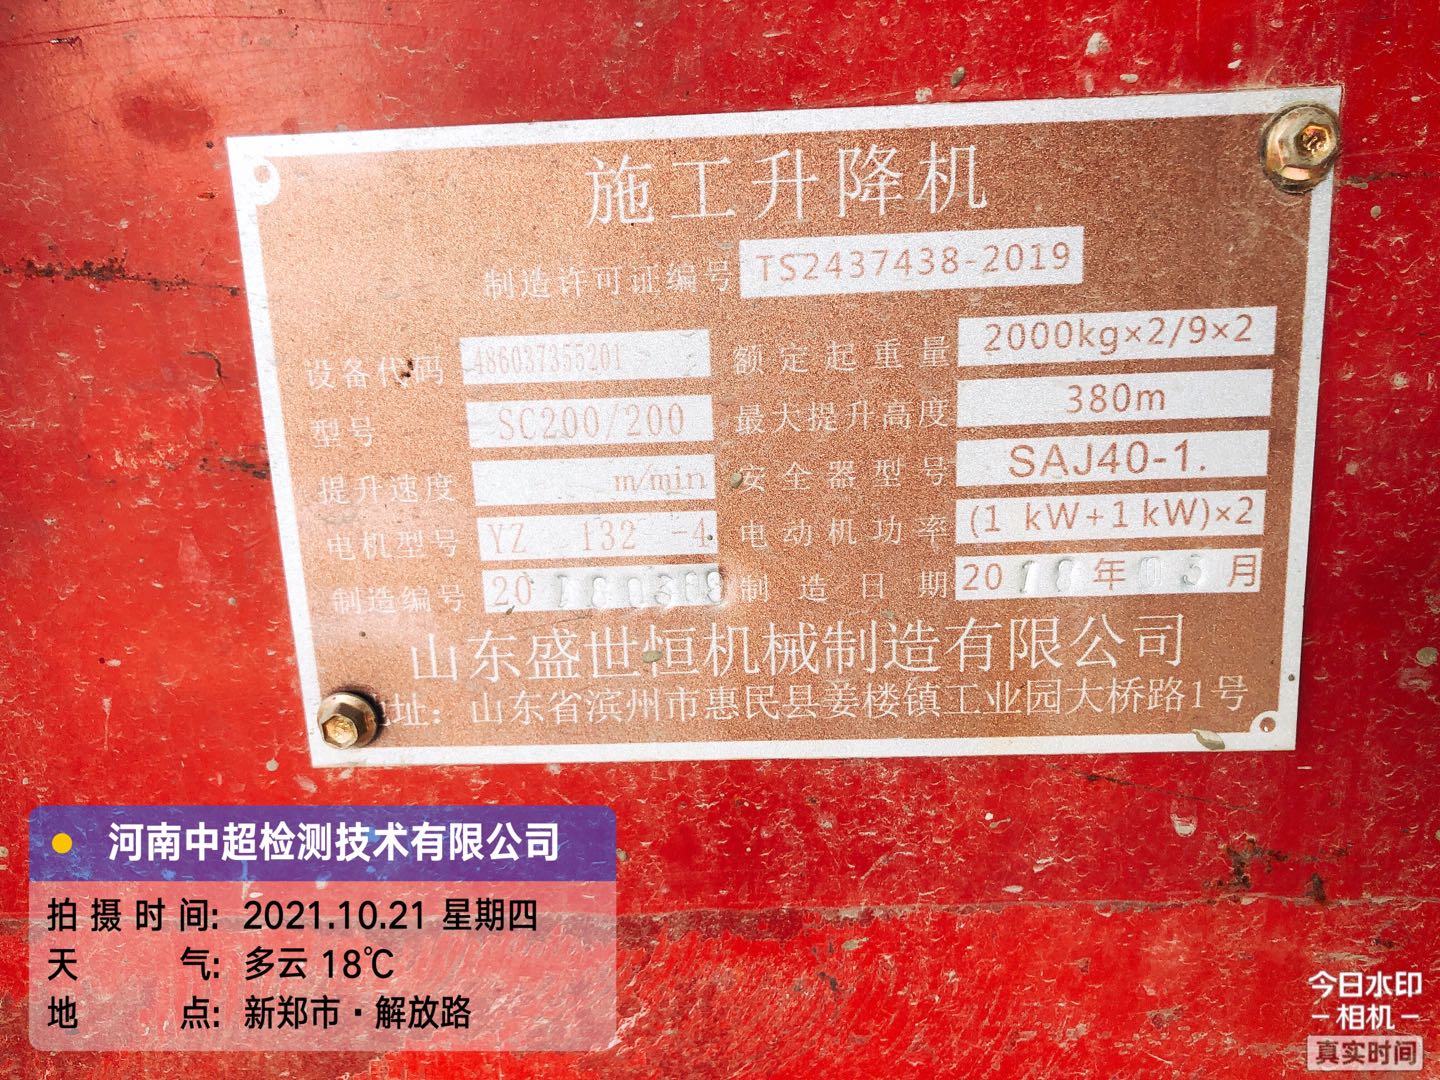 施工升降机
制造许可证编号 TS2437438-2019
设备代码 486037355201 额定起重量 2000kg×2/9×2
型号 SC200/200 最大提升高度 380m
提升速度 m/min 安全器型号 SAJ40-1.
电机型号 YZ 132 -4 电动机功率 (1 kW+1 kW)×2
制造编号 20180308 制造日期 2018年03月
山东盛世恒机械制造有限公司
址：山东省滨州市惠民县姜楼镇工业园大桥路1号
河南中超检测技术有限公司
拍摄时间: 2021.10.21 星期四
天气: 多云 18℃
地点: 新郑市·解放路
今日水印
－相机－
真实时间